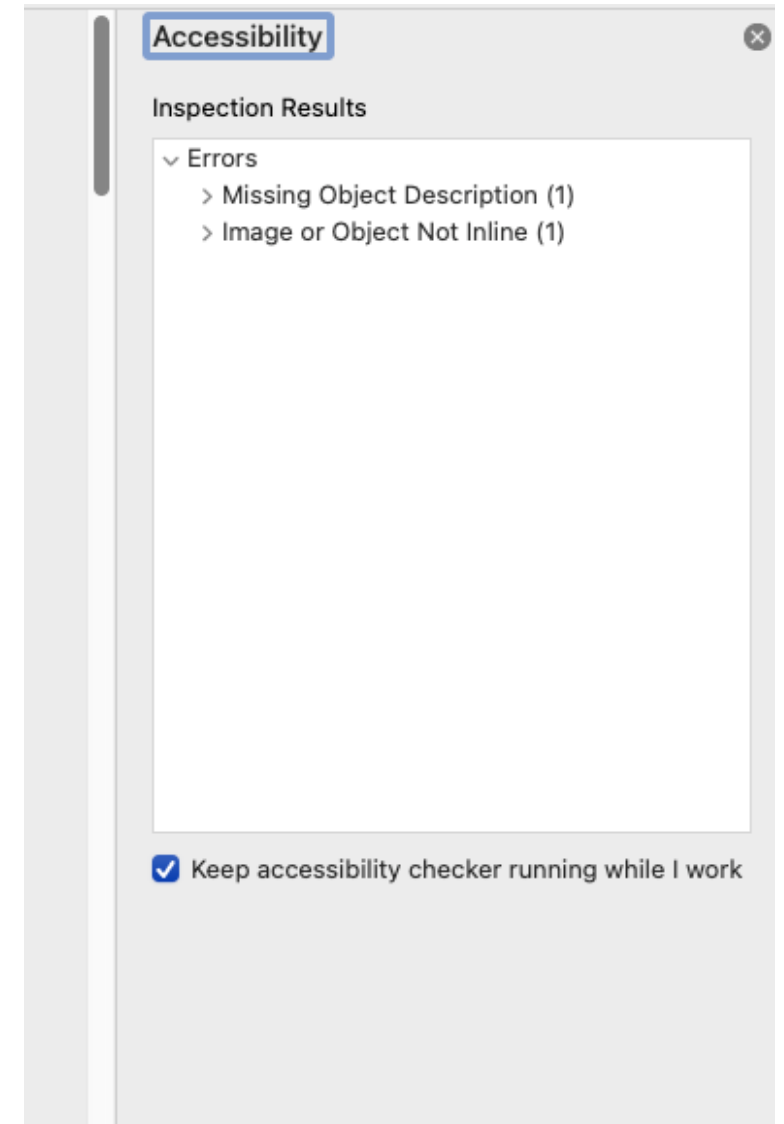 Accessibility
Inspection Results
Errors
Missing Object Description (1)
Image or Object Not Inline (1)
Keep accessibility checker running while I work